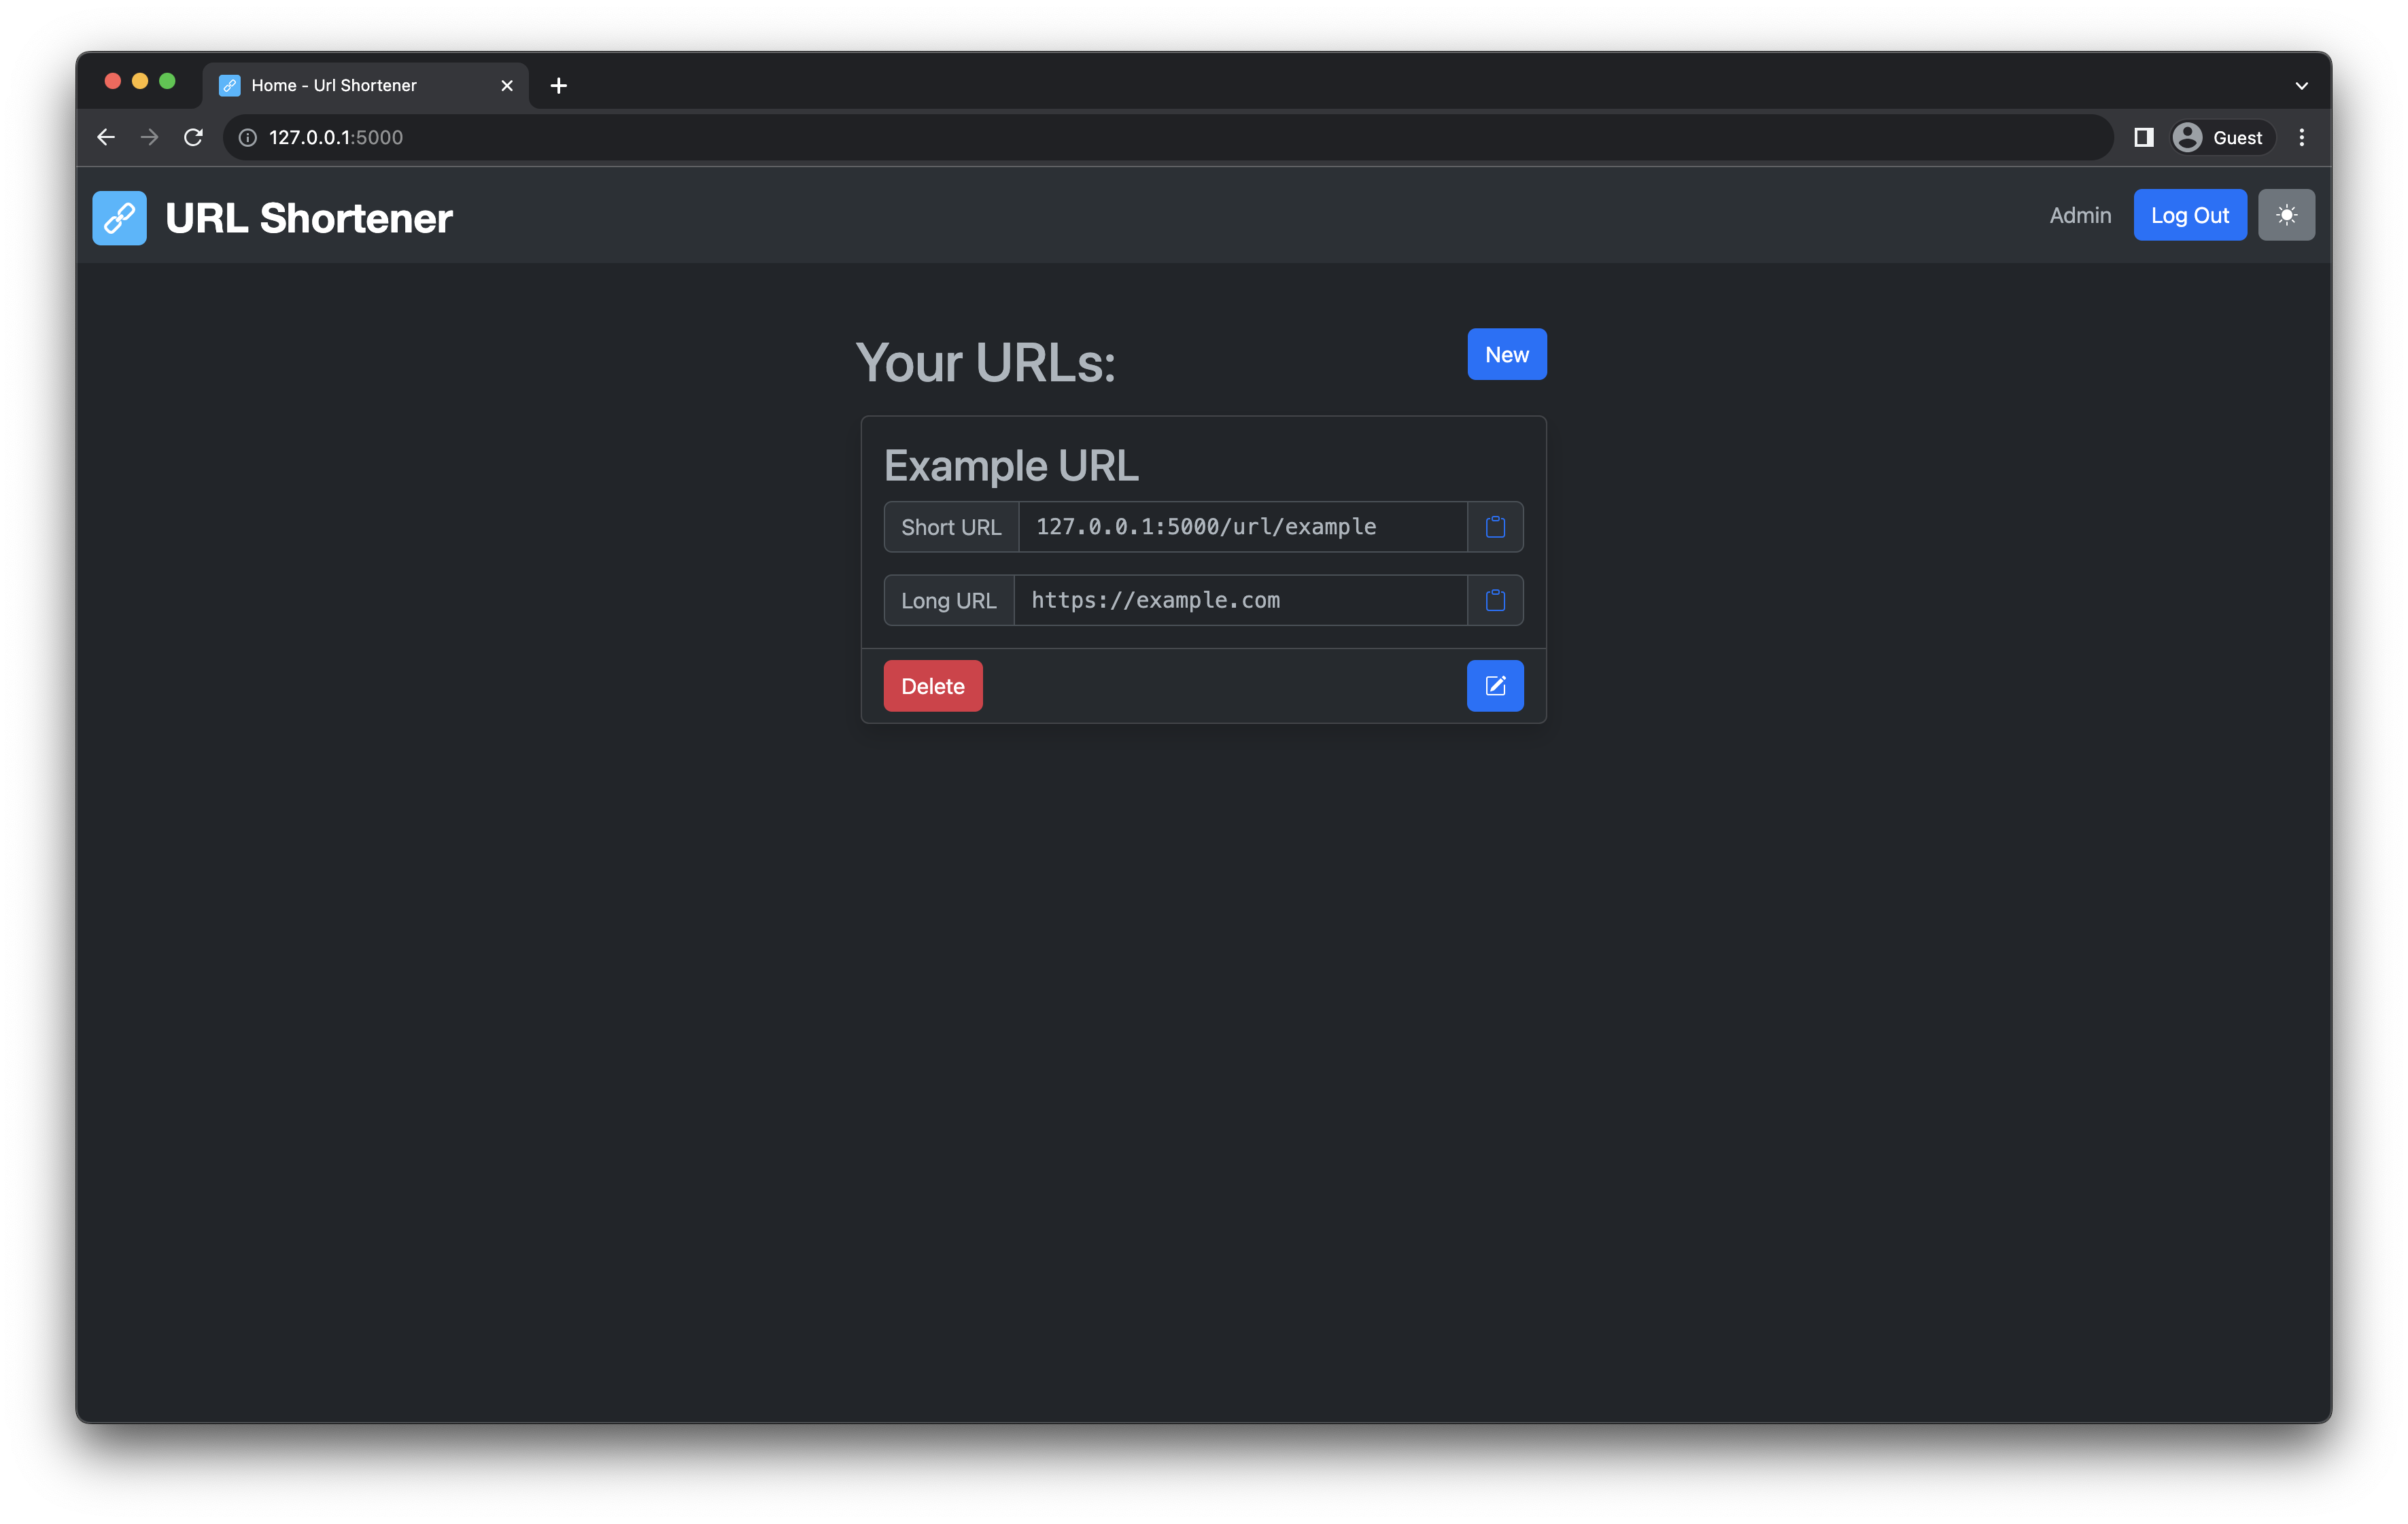 Home - Url Shortener
127.0.0.1:5000
Guest
URL Shortener
Admin
Log Out
Your URLs:
New
Example URL
Short URL 127.0.0.1:5000/url/example
Long URL https://example.com
Delete